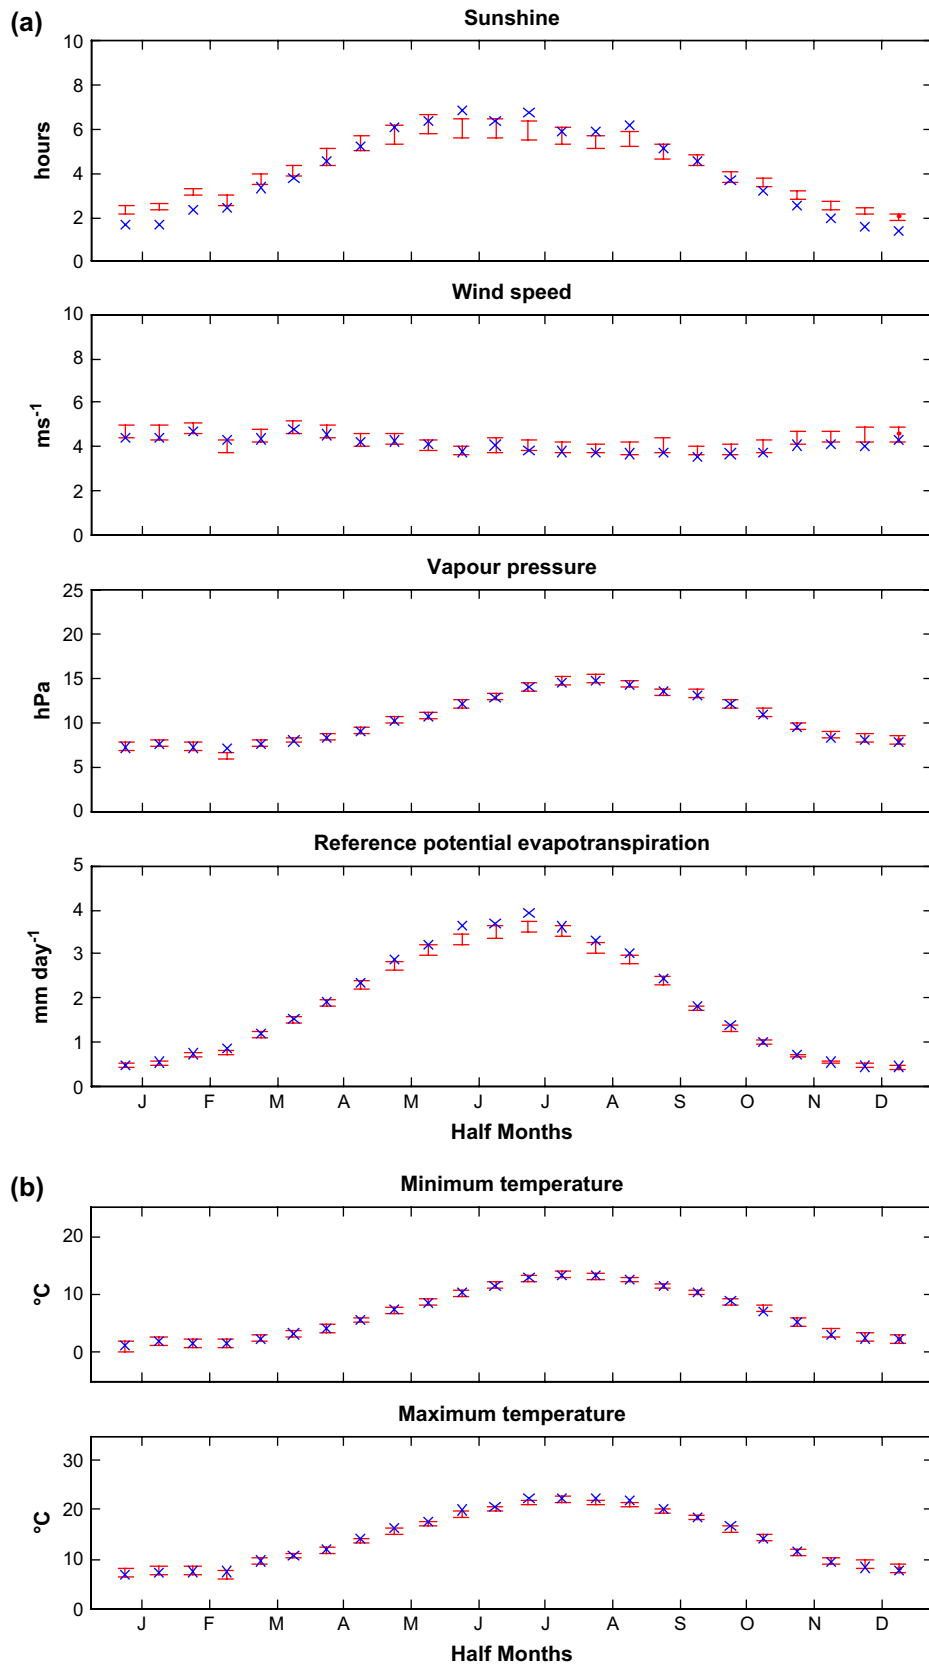 (a)
Sunshine
10
8
6
4
2
0
hours
Wind speed
10
8
6
4
2
0
ms-1
Vapour pressure
25
20
15
10
5
0
hPa
Reference potential evapotranspiration
5
4
3
2
1
0
mm day-1
J F M A M J J A S O N D
Half Months
(b)
Minimum temperature
20
10
0
°C
Maximum temperature
30
20
10
0
°C
J F M A M J J A S O N D
Half Months